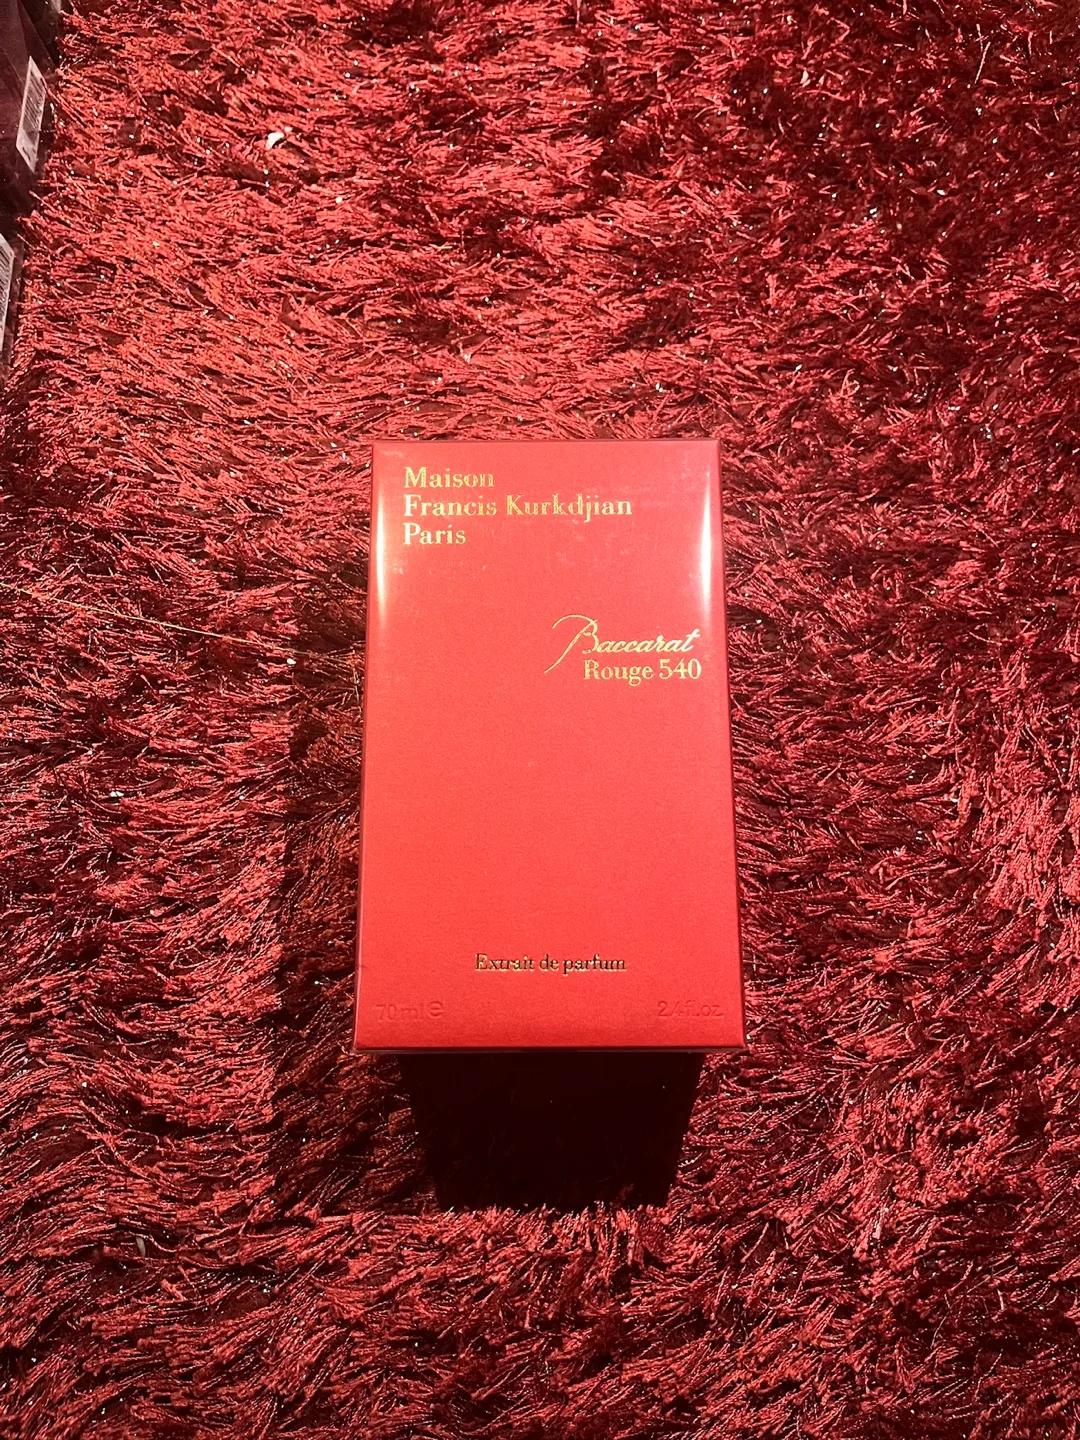 Maison
Francis Kurkdjian
Paris
Baccarat
Rouge 540
Extrait de parfum
70 ml ℮ 2.4 fl.oz